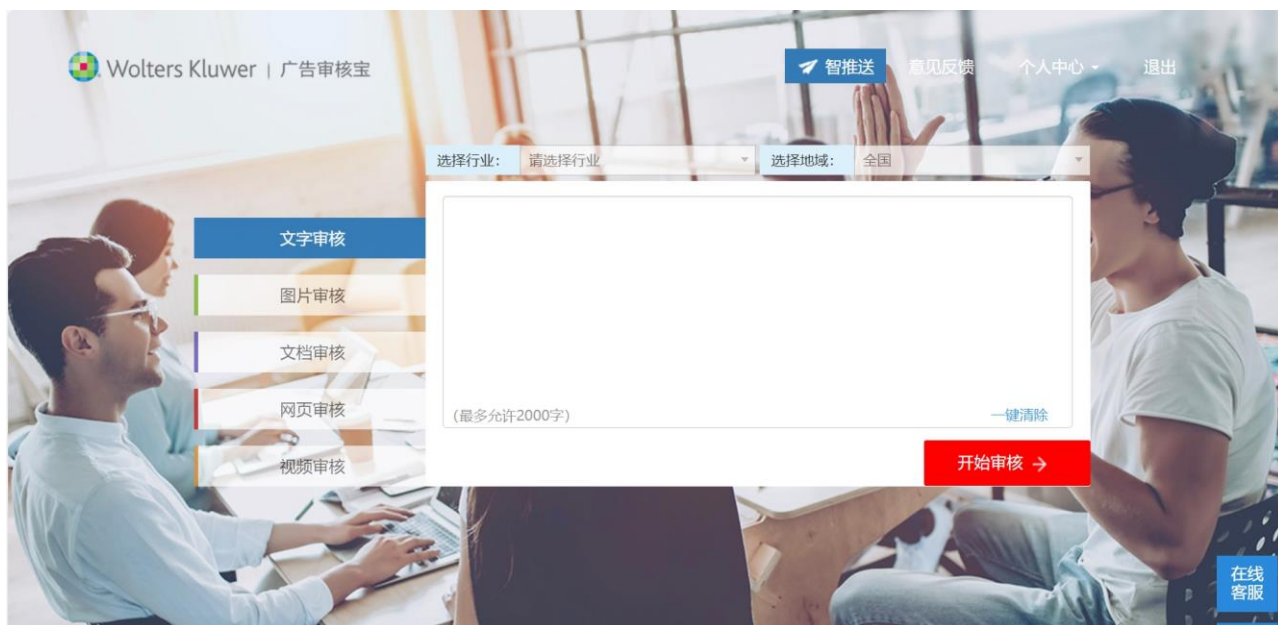 Wolters Kluwer | 广告审核宝
智推送 意见反馈 个人中心 退出
选择行业： 请选择行业 选择地域： 全国
文字审核
图片审核
文档审核
网页审核
视频审核
(最多允许2000字) 一键清除
开始审核 →
在线
客服